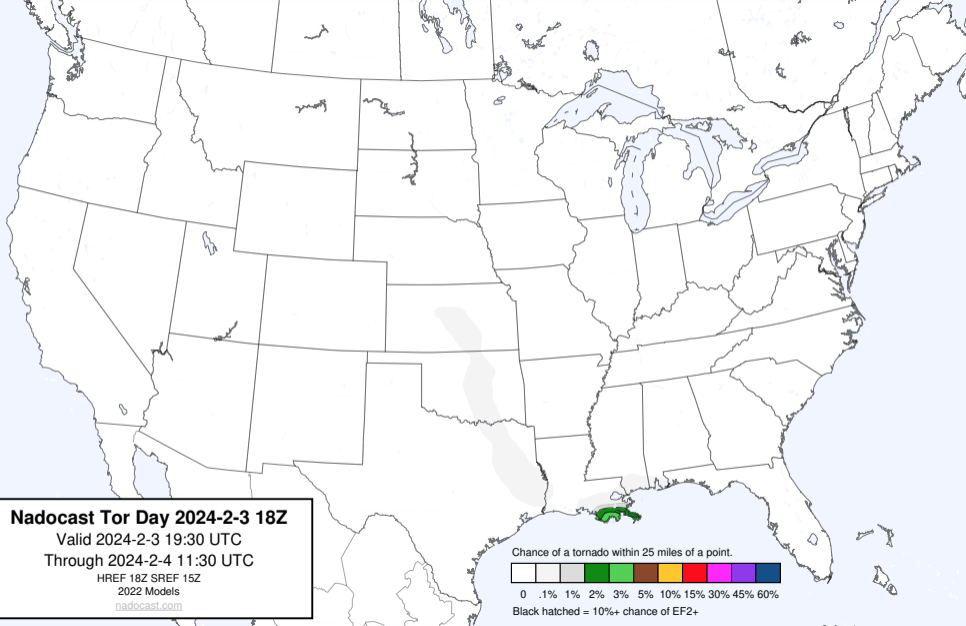 Nadocast Tor Day 2024-2-3 18Z
Valid 2024-2-3 19:30 UTC
Through 2024-2-4 11:30 UTC
HREF 18Z SREF 15Z
2022 Models
nadocast.com
Chance of a tornado within 25 miles of a point.
0 .1% 1% 2% 3% 5% 10% 15% 30% 45% 60%
Black hatched = 10%+ chance of EF2+